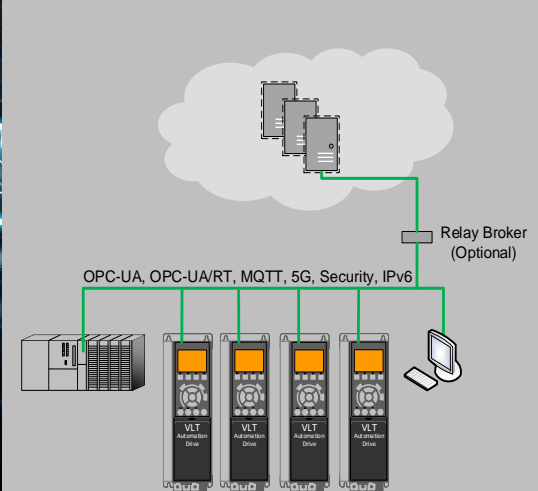 Relay Broker
(Optional)
OPC-UA, OPC-UA/RT, MQTT, 5G, Security, IPv6
VLT
Automation
Drive
VLT
Automation
Drive
VLT
Automation
Drive
VLT
Automation
Drive